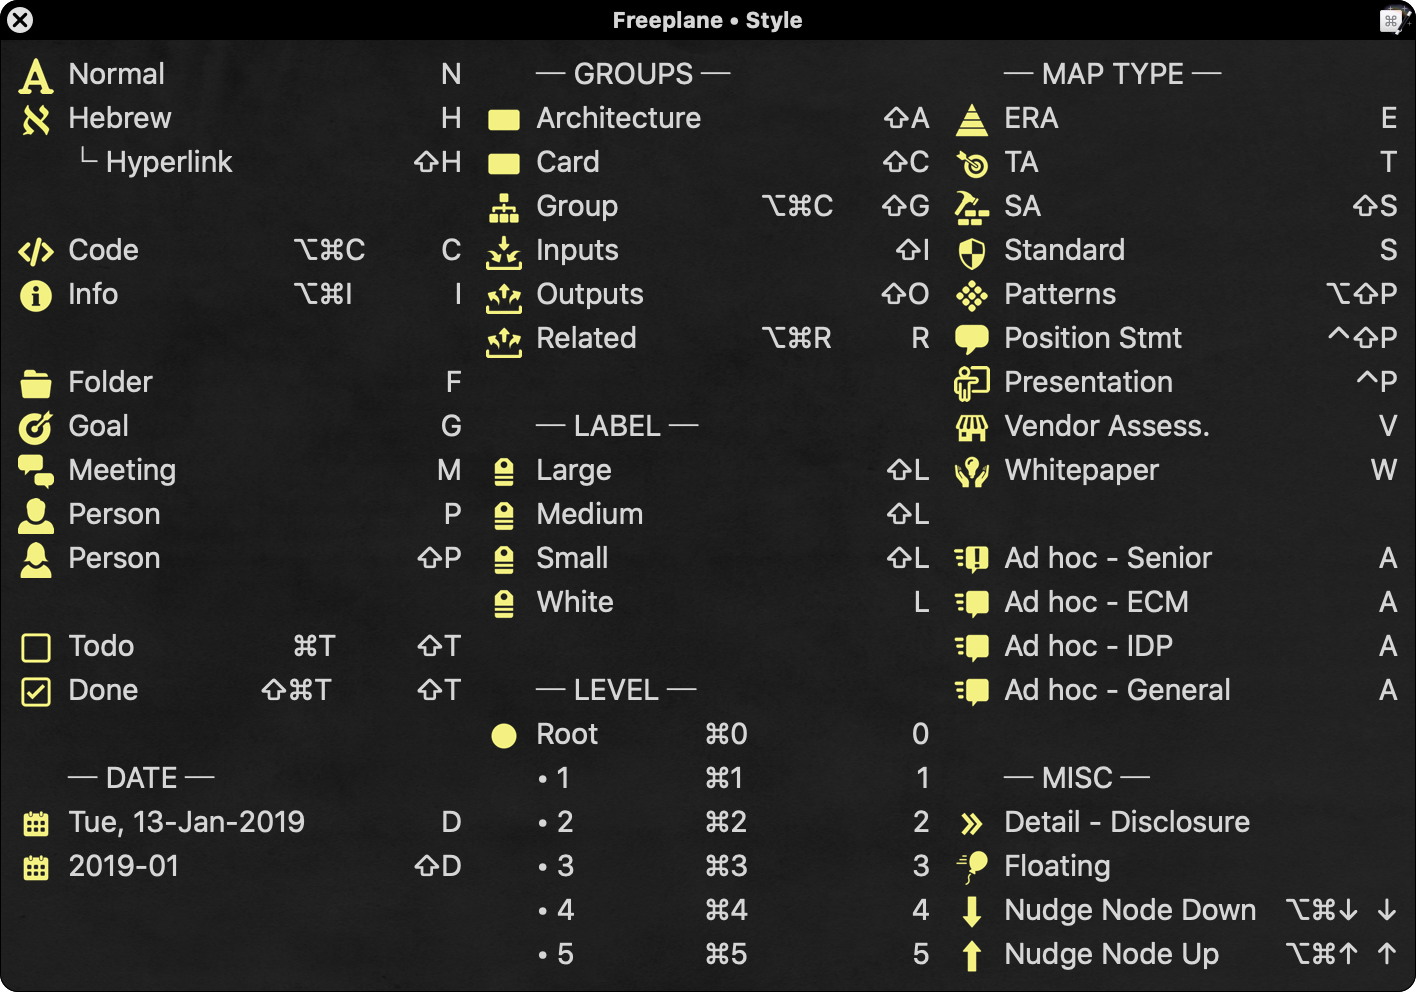 Freeplane • Style
Normal N
Hebrew H
└ Hyperlink ⇧H
Code ⌥⌘C C
Info ⌥⌘I I
Folder F
Goal G
Meeting M
Person P
Person ⇧P
Todo ⌘T ⇧T
Done ⇧⌘T ⇧T
— DATE —
Tue, 13-Jan-2019 D
2019-01 ⇧D
— GROUPS —
Architecture ⇧A
Card ⇧C
Group ⌥⌘C ⇧G
Inputs ⇧I
Outputs ⇧O
Related ⌥⌘R R
— LABEL —
Large ⇧L
Medium ⇧L
Small ⇧L
White L
— LEVEL —
Root ⌘0 0
• 1 ⌘1 1
• 2 ⌘2 2
• 3 ⌘3 3
• 4 ⌘4 4
• 5 ⌘5 5
— MAP TYPE —
ERA E
TA T
SA ⇧S
Standard S
Patterns ⌥⇧P
Position Stmt ^⇧P
Presentation ^P
Vendor Assess. V
Whitepaper W
Ad hoc - Senior A
Ad hoc - ECM A
Ad hoc - IDP A
Ad hoc - General A
— MISC —
Detail - Disclosure
Floating
Nudge Node Down ⌥⌘↓ ↓
Nudge Node Up ⌥⌘↑ ↑